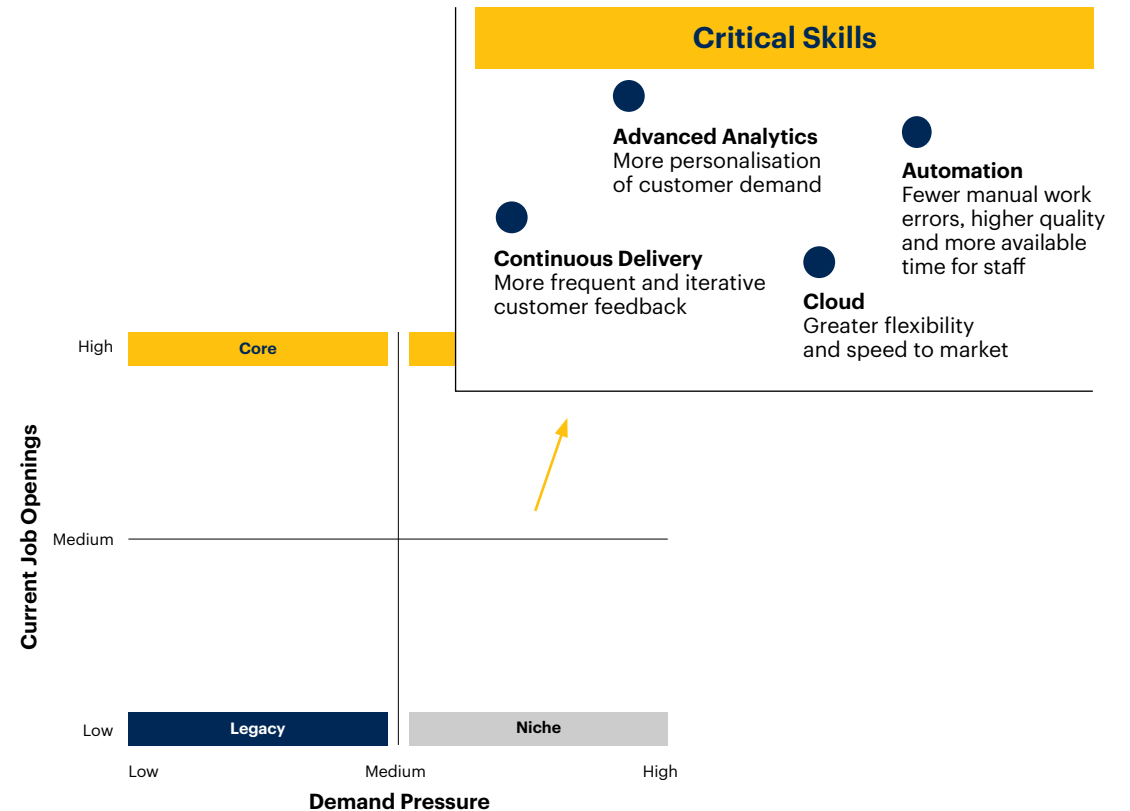 Critical Skills
Advanced Analytics
More personalisation
of customer demand
Automation
Fewer manual work
errors, higher quality
and more available
time for staff
Continuous Delivery
More frequent and iterative
customer feedback
Cloud
Greater flexibility
and speed to market
High
Core
Current Job Openings
Medium
Low
Legacy
Niche
Low
Medium
High
Demand Pressure